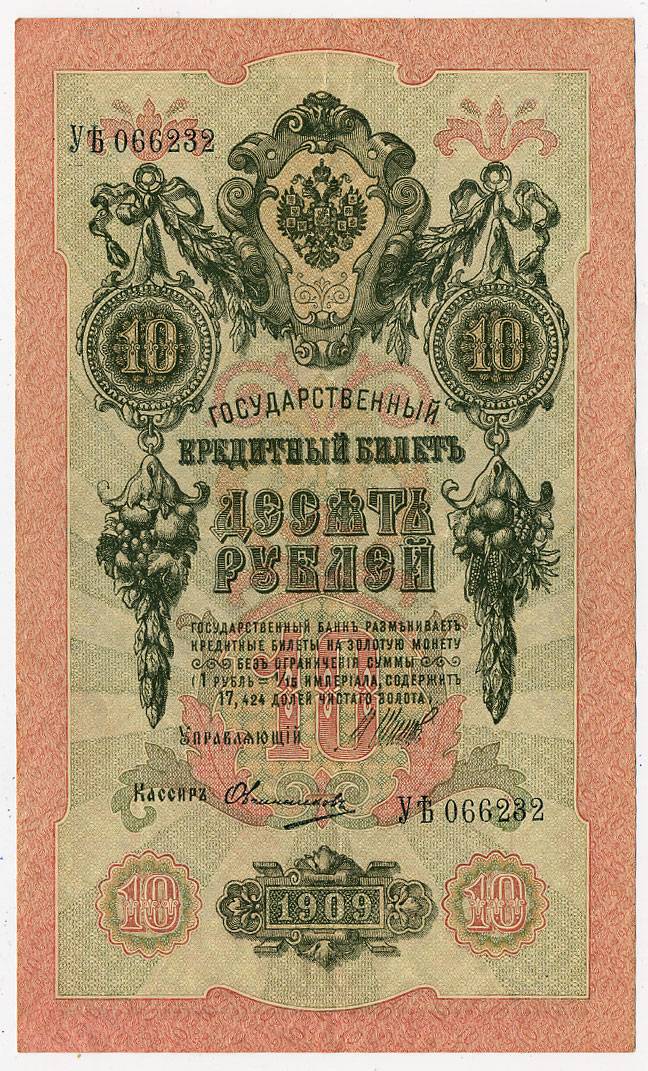 УѢ 066232
10 10
ГОСУДАРСТВЕННЫЙ
КРЕДИТНЫЙ БИЛЕТЪ
ДЕСЯТЬ
РУБЛЕЙ
ГОСУДАРСТВЕННЫЙ БАНКЪ РАЗМѢНИВАЕТЪ
КРЕДИТНЫЕ БИЛЕТЫ НА ЗОЛОТУЮ МОНЕТУ
БЕЗЪ ОГРАНИЧЕНІЯ СУММЫ
(1 РУБЛЬ = 1/15 ИМПЕРІАЛА, СОДЕРЖИТЪ
17,424 ДОЛЕЙ ЧИСТАГО ЗОЛОТА)
10
УПРАВЛЯЮЩІЙ
КАССИРЪ Овчинниковъ
УѢ 066232
10 1909 10